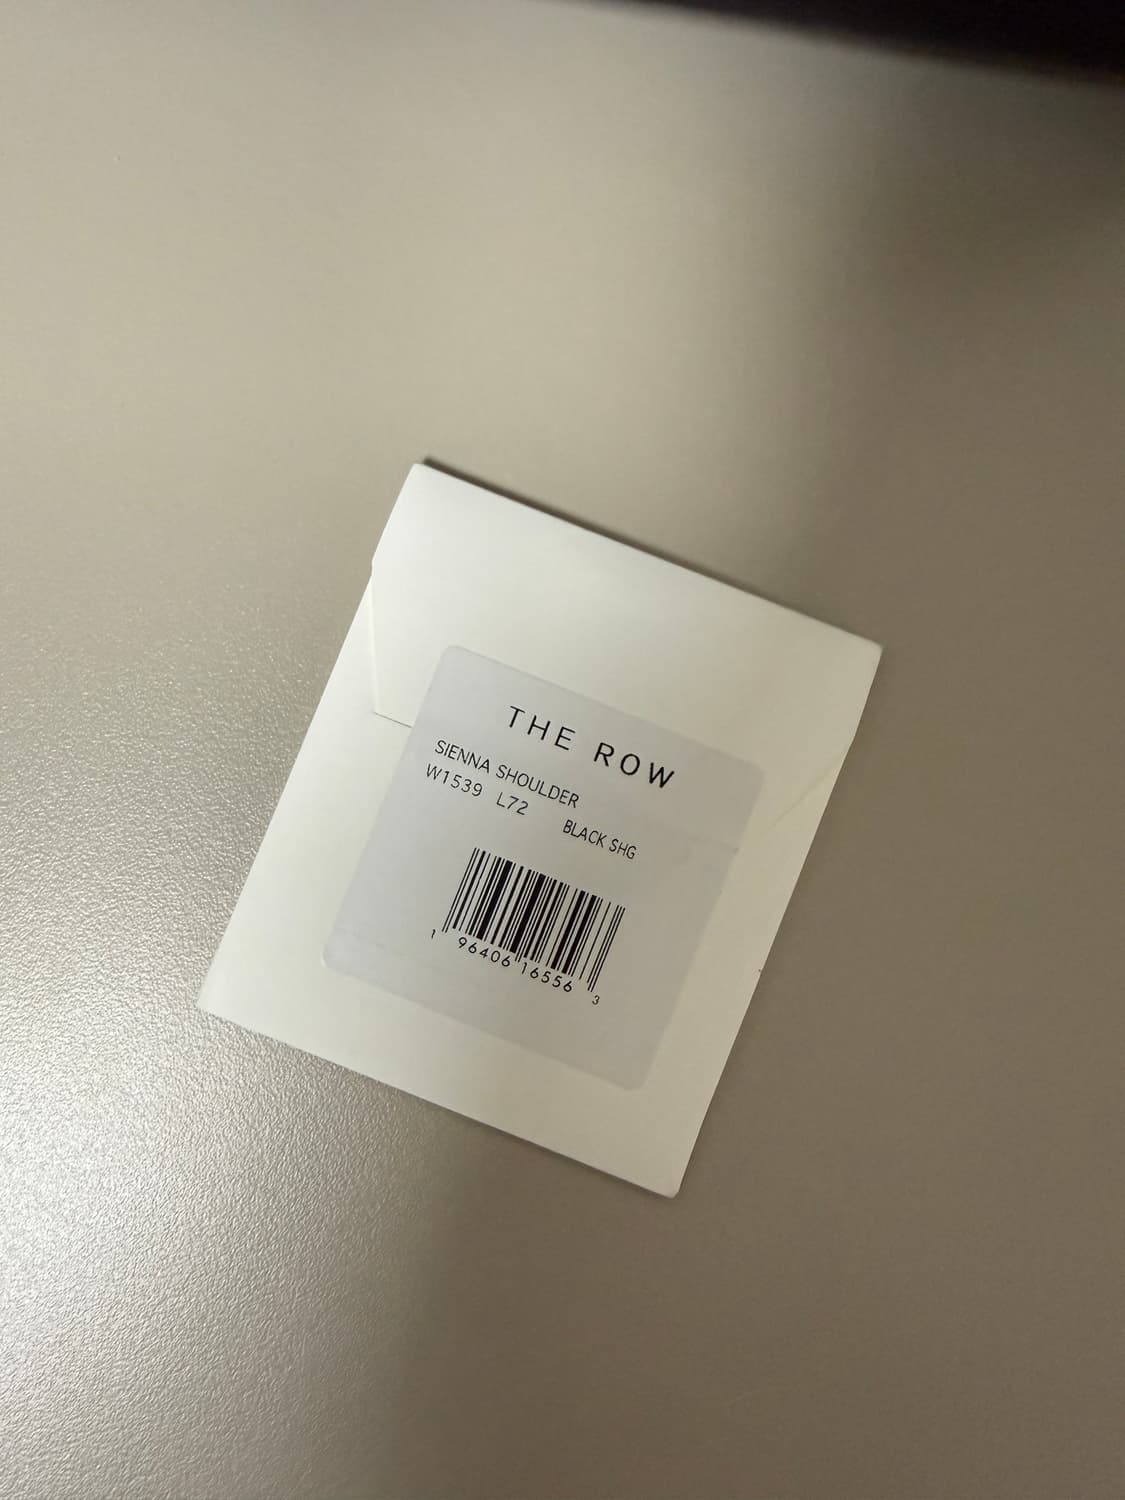 THE ROW
SIENNA SHOULDER
W1539 L72 BLACK SHG
1 96406 16556 3